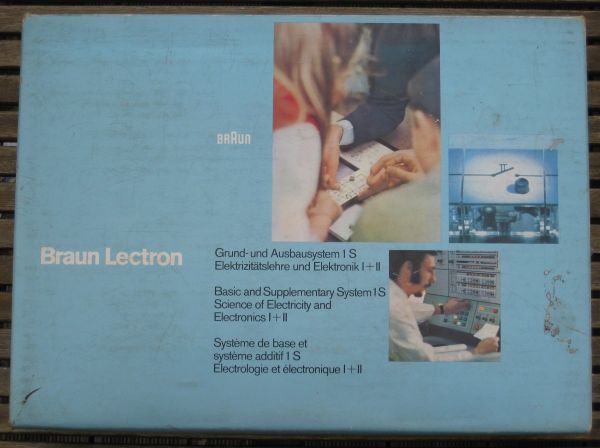 BRAUN
Braun Lectron
Grund- und Ausbausystem 1 S
Elektrizitätslehre und Elektronik I+II
Basic and Supplementary System 1 S
Science of Electricity and
Electronics I+II
Système de base et
système additif 1 S
Electrologie et électronique I+II